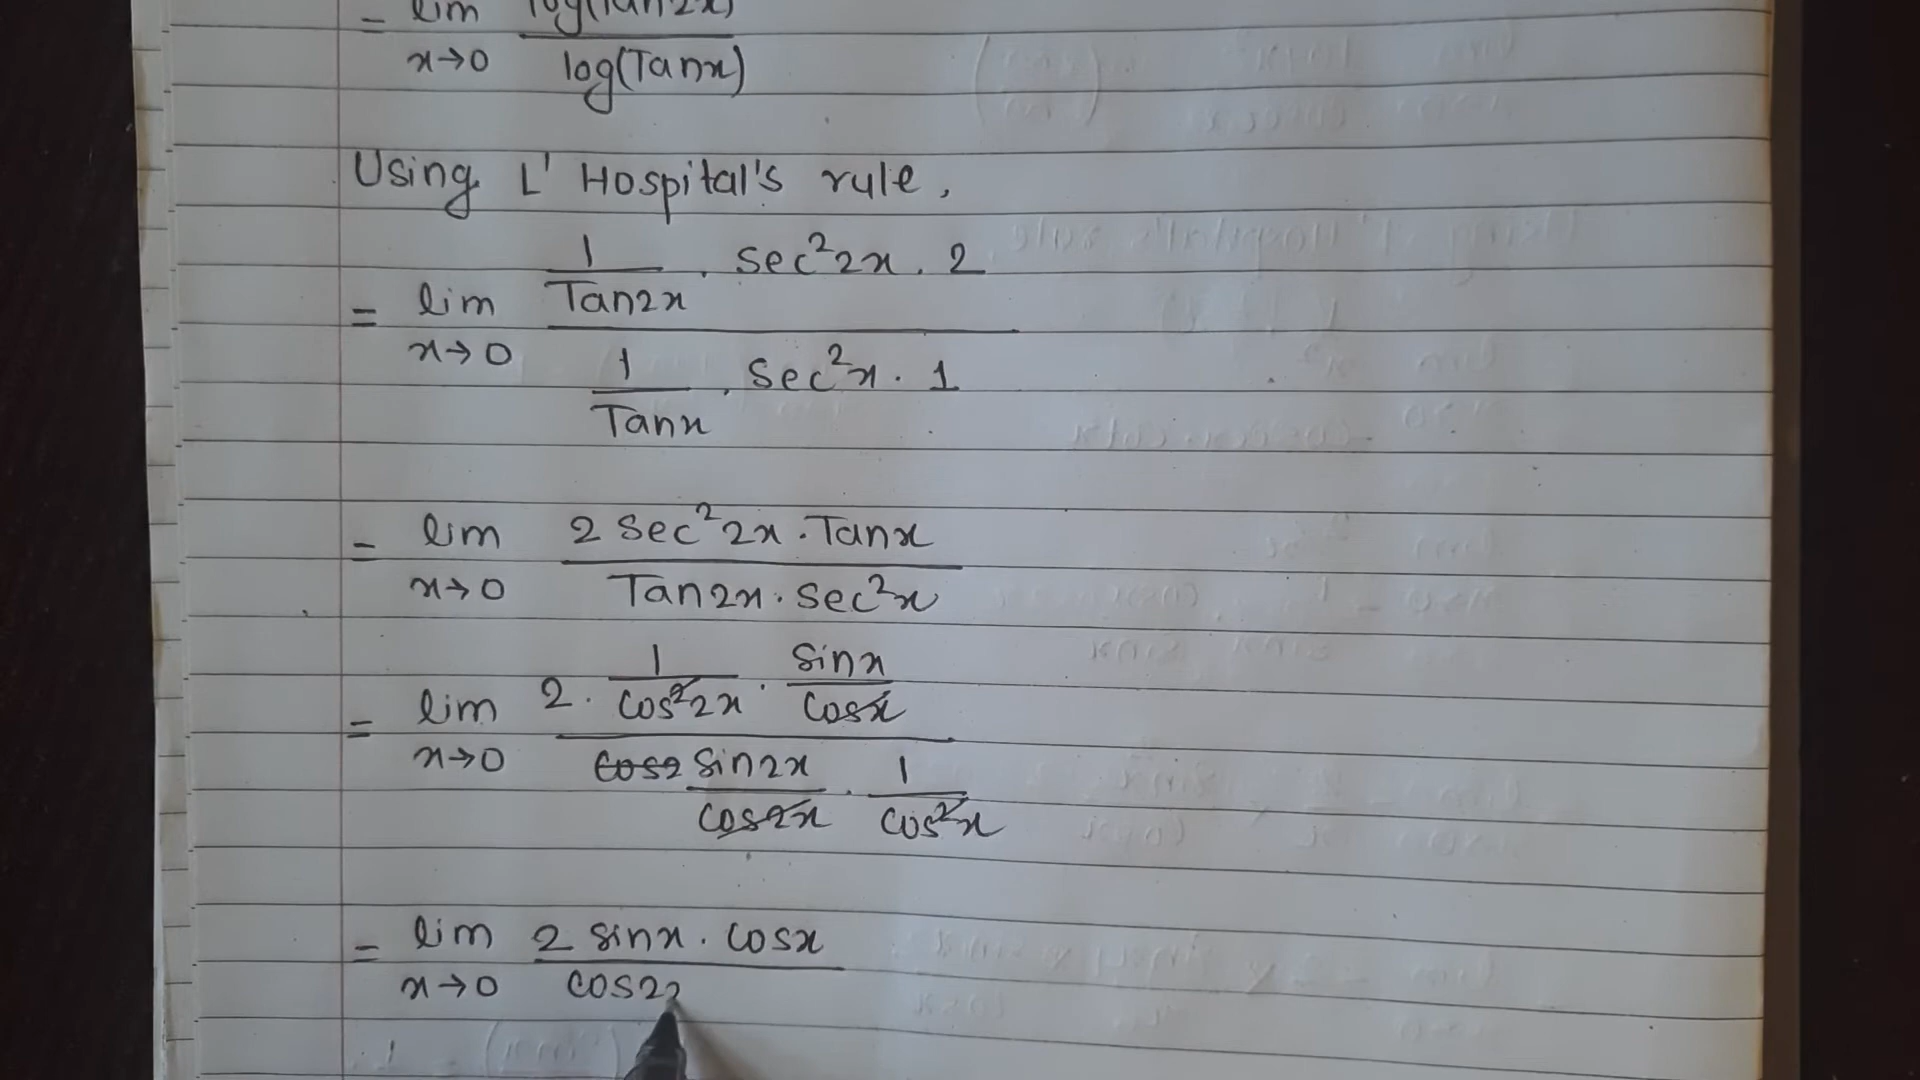 = lim log(Tan2x)
x→0 log(Tanx)
Using L' Hospital's rule,
1
. sec²2x . 2
= lim Tan2x
x→0 1 . sec²x . 1
Tanx
= lim 2 sec²2x . Tanx
x→0 Tan2x . sec²x
1 sinx
= lim 2 . cos²2x . cosx
x→0 cos2 sin2x . 1
cos2x cos²x
= lim 2 sinx . cosx
x→0 cos2